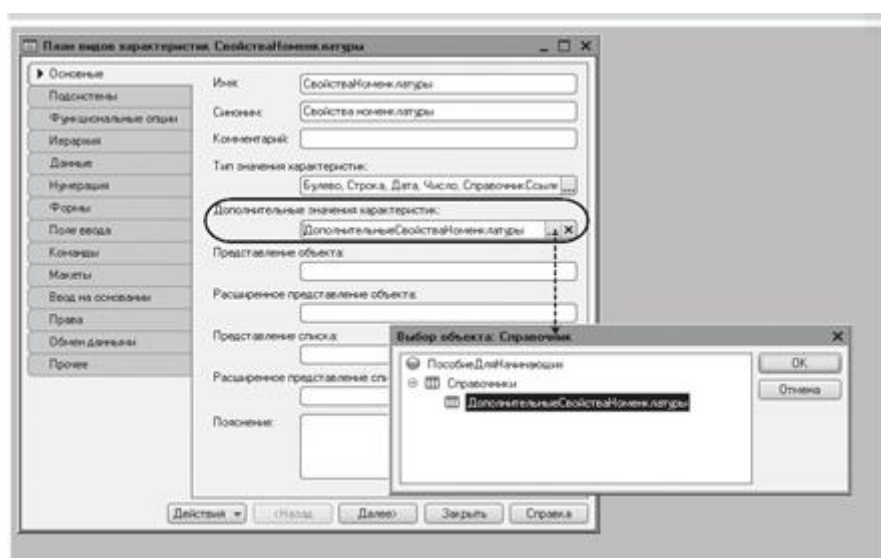 План видов характеристик СвойстваНоменклатуры
Основные
Подсистемы
Функциональные опции
Иерархия
Данные
Нумерация
Формы
Поле ввода
Команды
Макеты
Ввод на основании
Права
Обмен данными
Прочее
Имя: СвойстваНоменклатуры
Синоним: Свойства номенклатуры
Комментарий:
Тип значения характеристик:
Булево, Строка, Дата, Число, СправочникСсылк ...
Дополнительные значения характеристик:
ДополнительныеСвойстваНоменклатуры ... ×
Представление объекта:
Расширенное представление объекта:
Представление списка:
Расширенное представление спи
Пояснение:
Действия <Назад Далее> Закрыть Справка
Выбор объекта: Справочник
ПособиеДляНачинающих
Справочники
ДополнительныеСвойстваНоменклатуры
OK
Отмена